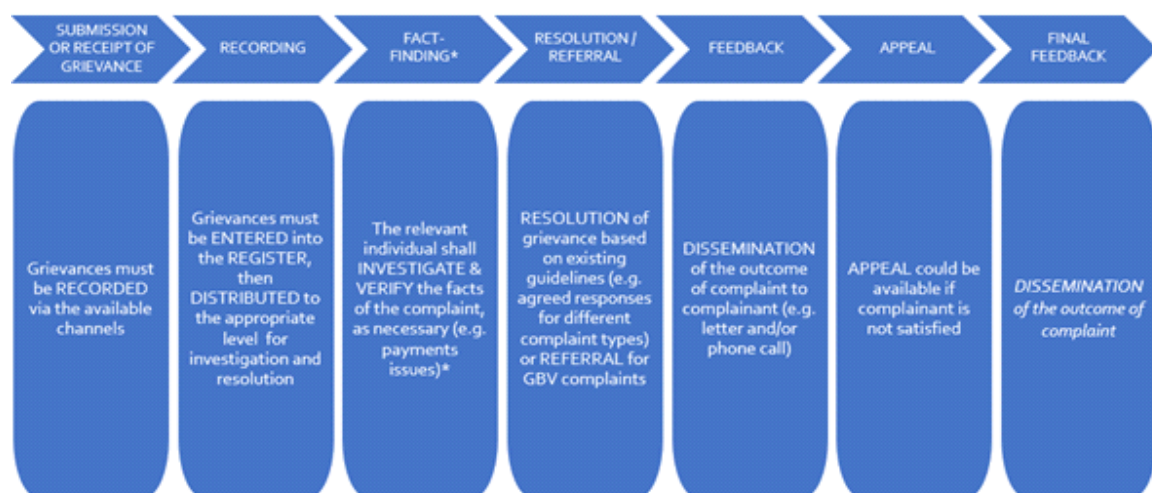 SUBMISSION
OR RECEIPT OF
GRIEVANCE
RECORDING
FACT-
FINDING*
RESOLUTION /
REFERRAL
FEEDBACK
APPEAL
FINAL
FEEDBACK
Grievances must
be RECORDED
via the available
channels
Grievances must
be ENTERED into
the REGISTER,
then
DISTRIBUTED to
the appropriate
level for
investigation and
resolution
The relevant
individual shall
INVESTIGATE &
VERIFY the facts
of the complaint,
as necessary (e.g.
payments
issues)*
RESOLUTION of
grievance based
on existing
guidelines (e.g.
agreed responses
for different
complaint types)
or REFERRAL for
GBV complaints
DISSEMINATION
of the outcome
of complaint to
complainant (e.g.
letter and/or
phone call)
APPEAL could be
available if
complainant is
not satisfied
DISSEMINATION
of the outcome of
complaint